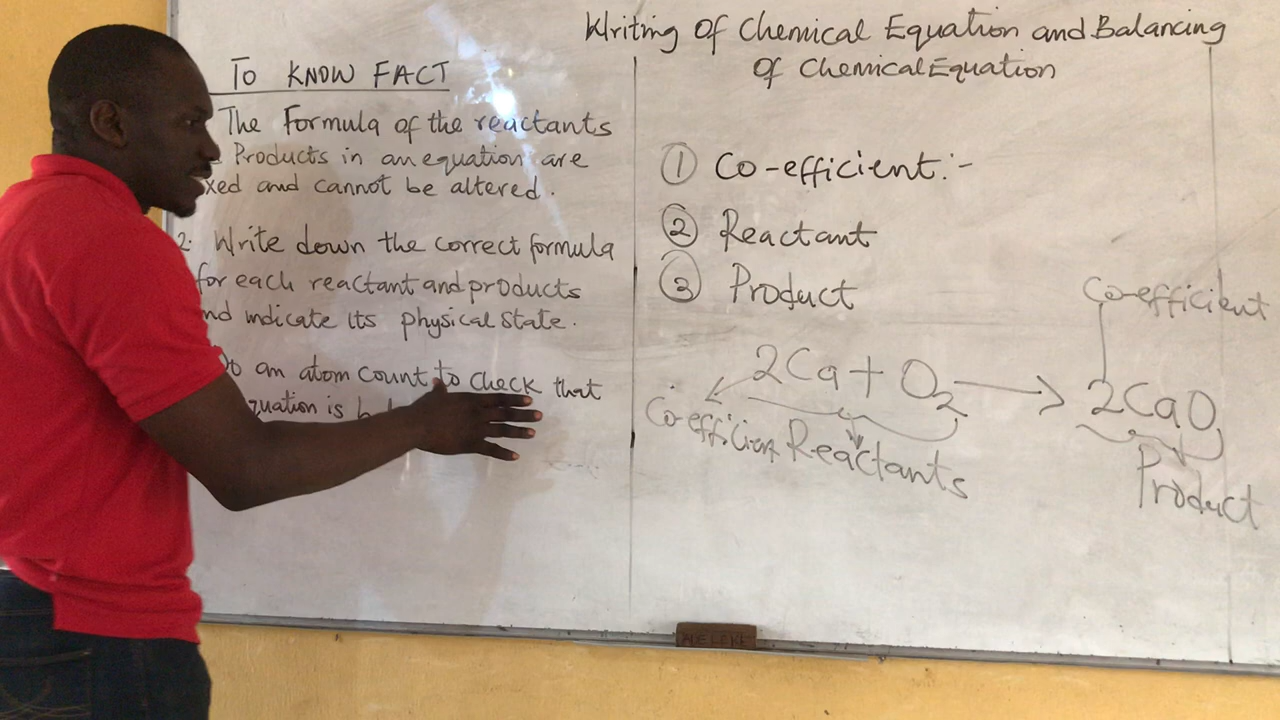 Writing Of Chemical Equation and Balancing
Of Chemical Equation
TO KNOW FACT
The Formula of the reactants
Products in an equation are
xed and cannot be altered.
2. Write down the correct formula
for each reactant and products
nd indicate its physical state.
an atom count to check that
quation is b
1 Co-efficient:-
2 Reactant
3 Product
Co-efficient
2Ca + O2 → 2CaO
Co-efficient Reactants
Product